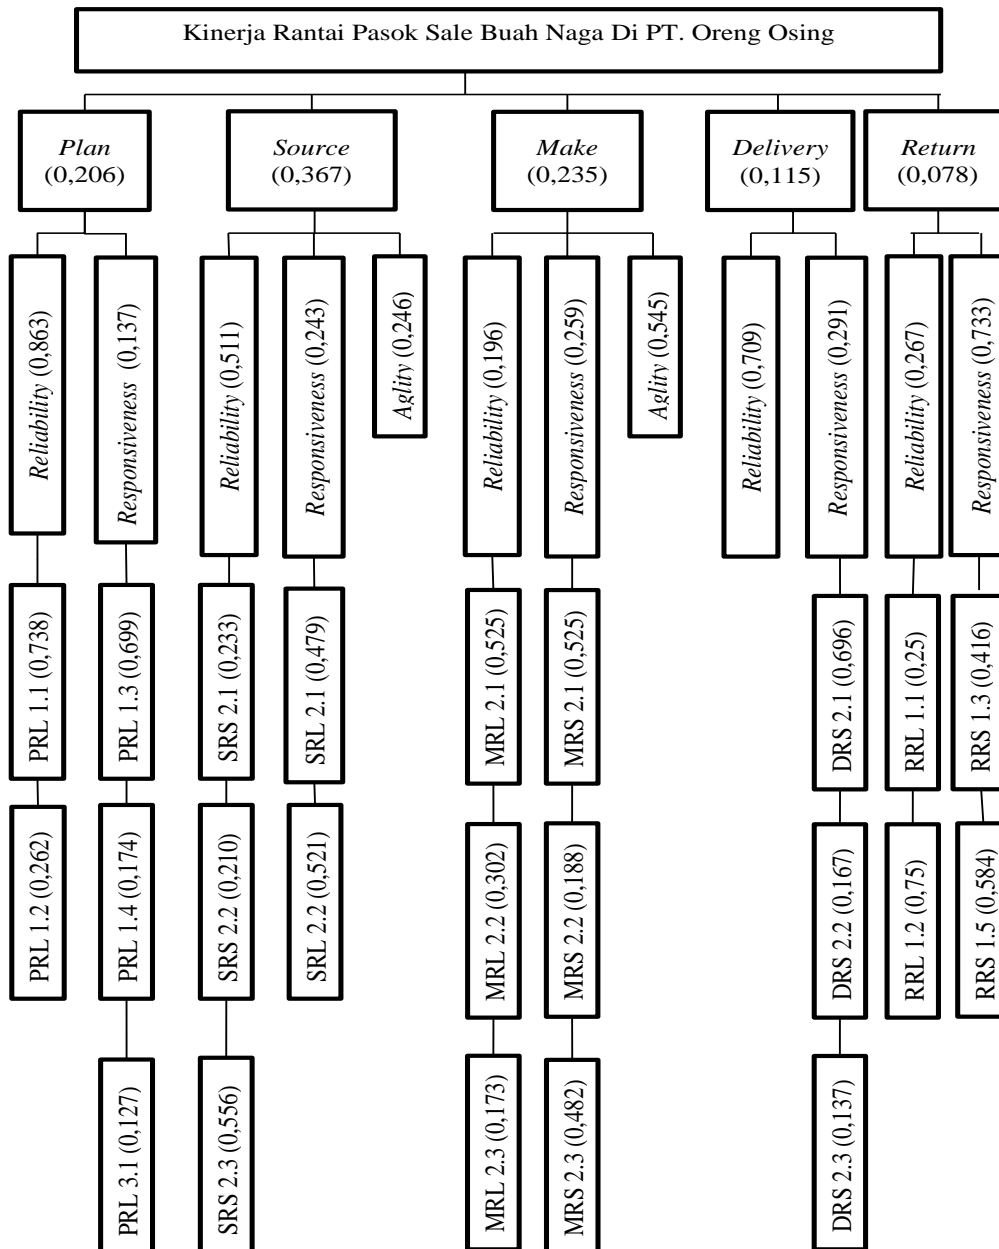 Kinerja Rantai Pasok Sale Buah Naga Di PT. Oreng Osing
Plan
(0,206)
Source
(0,367)
Make
(0,235)
Delivery
(0,115)
Return
(0,078)
Reliability (0,863)
Responsiveness (0,137)
Reliability (0,511)
Responsiveness (0,243)
Aglity (0,246)
Reliability (0,196)
Responsiveness (0,259)
Aglity (0,545)
Reliability (0,709)
Responsiveness (0,291)
Reliability (0,267)
Responsiveness (0,733)
PRL 1.1 (0,738)
PRL 1.3 (0,699)
SRS 2.1 (0,233)
SRL 2.1 (0,479)
MRL 2.1 (0,525)
MRS 2.1 (0,525)
DRS 2.1 (0,696)
RRL 1.1 (0,25)
RRS 1.3 (0,416)
PRL 1.2 (0,262)
PRL 1.4 (0,174)
SRS 2.2 (0,210)
SRL 2.2 (0,521)
MRL 2.2 (0,302)
MRS 2.2 (0,188)
DRS 2.2 (0,167)
RRL 1.2 (0,75)
RRS 1.5 (0,584)
PRL 3.1 (0,127)
SRS 2.3 (0,556)
MRL 2.3 (0,173)
MRS 2.3 (0,482)
DRS 2.3 (0,137)